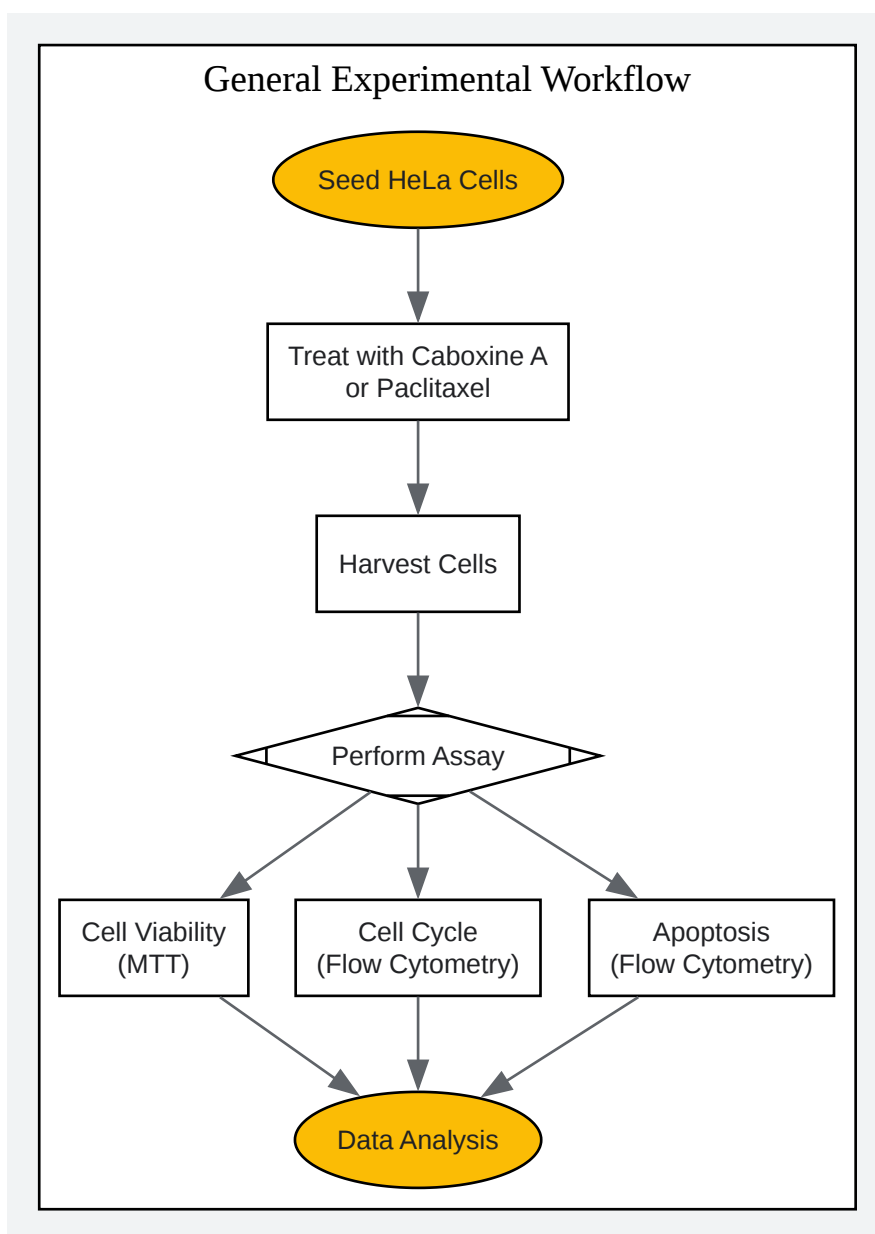 General Experimental Workflow
Seed HeLa Cells
Treat with Caboxine A
or Paclitaxel
Harvest Cells
Perform Assay
Cell Viability
(MTT)
Cell Cycle
(Flow Cytometry)
Apoptosis
(Flow Cytometry)
Data Analysis